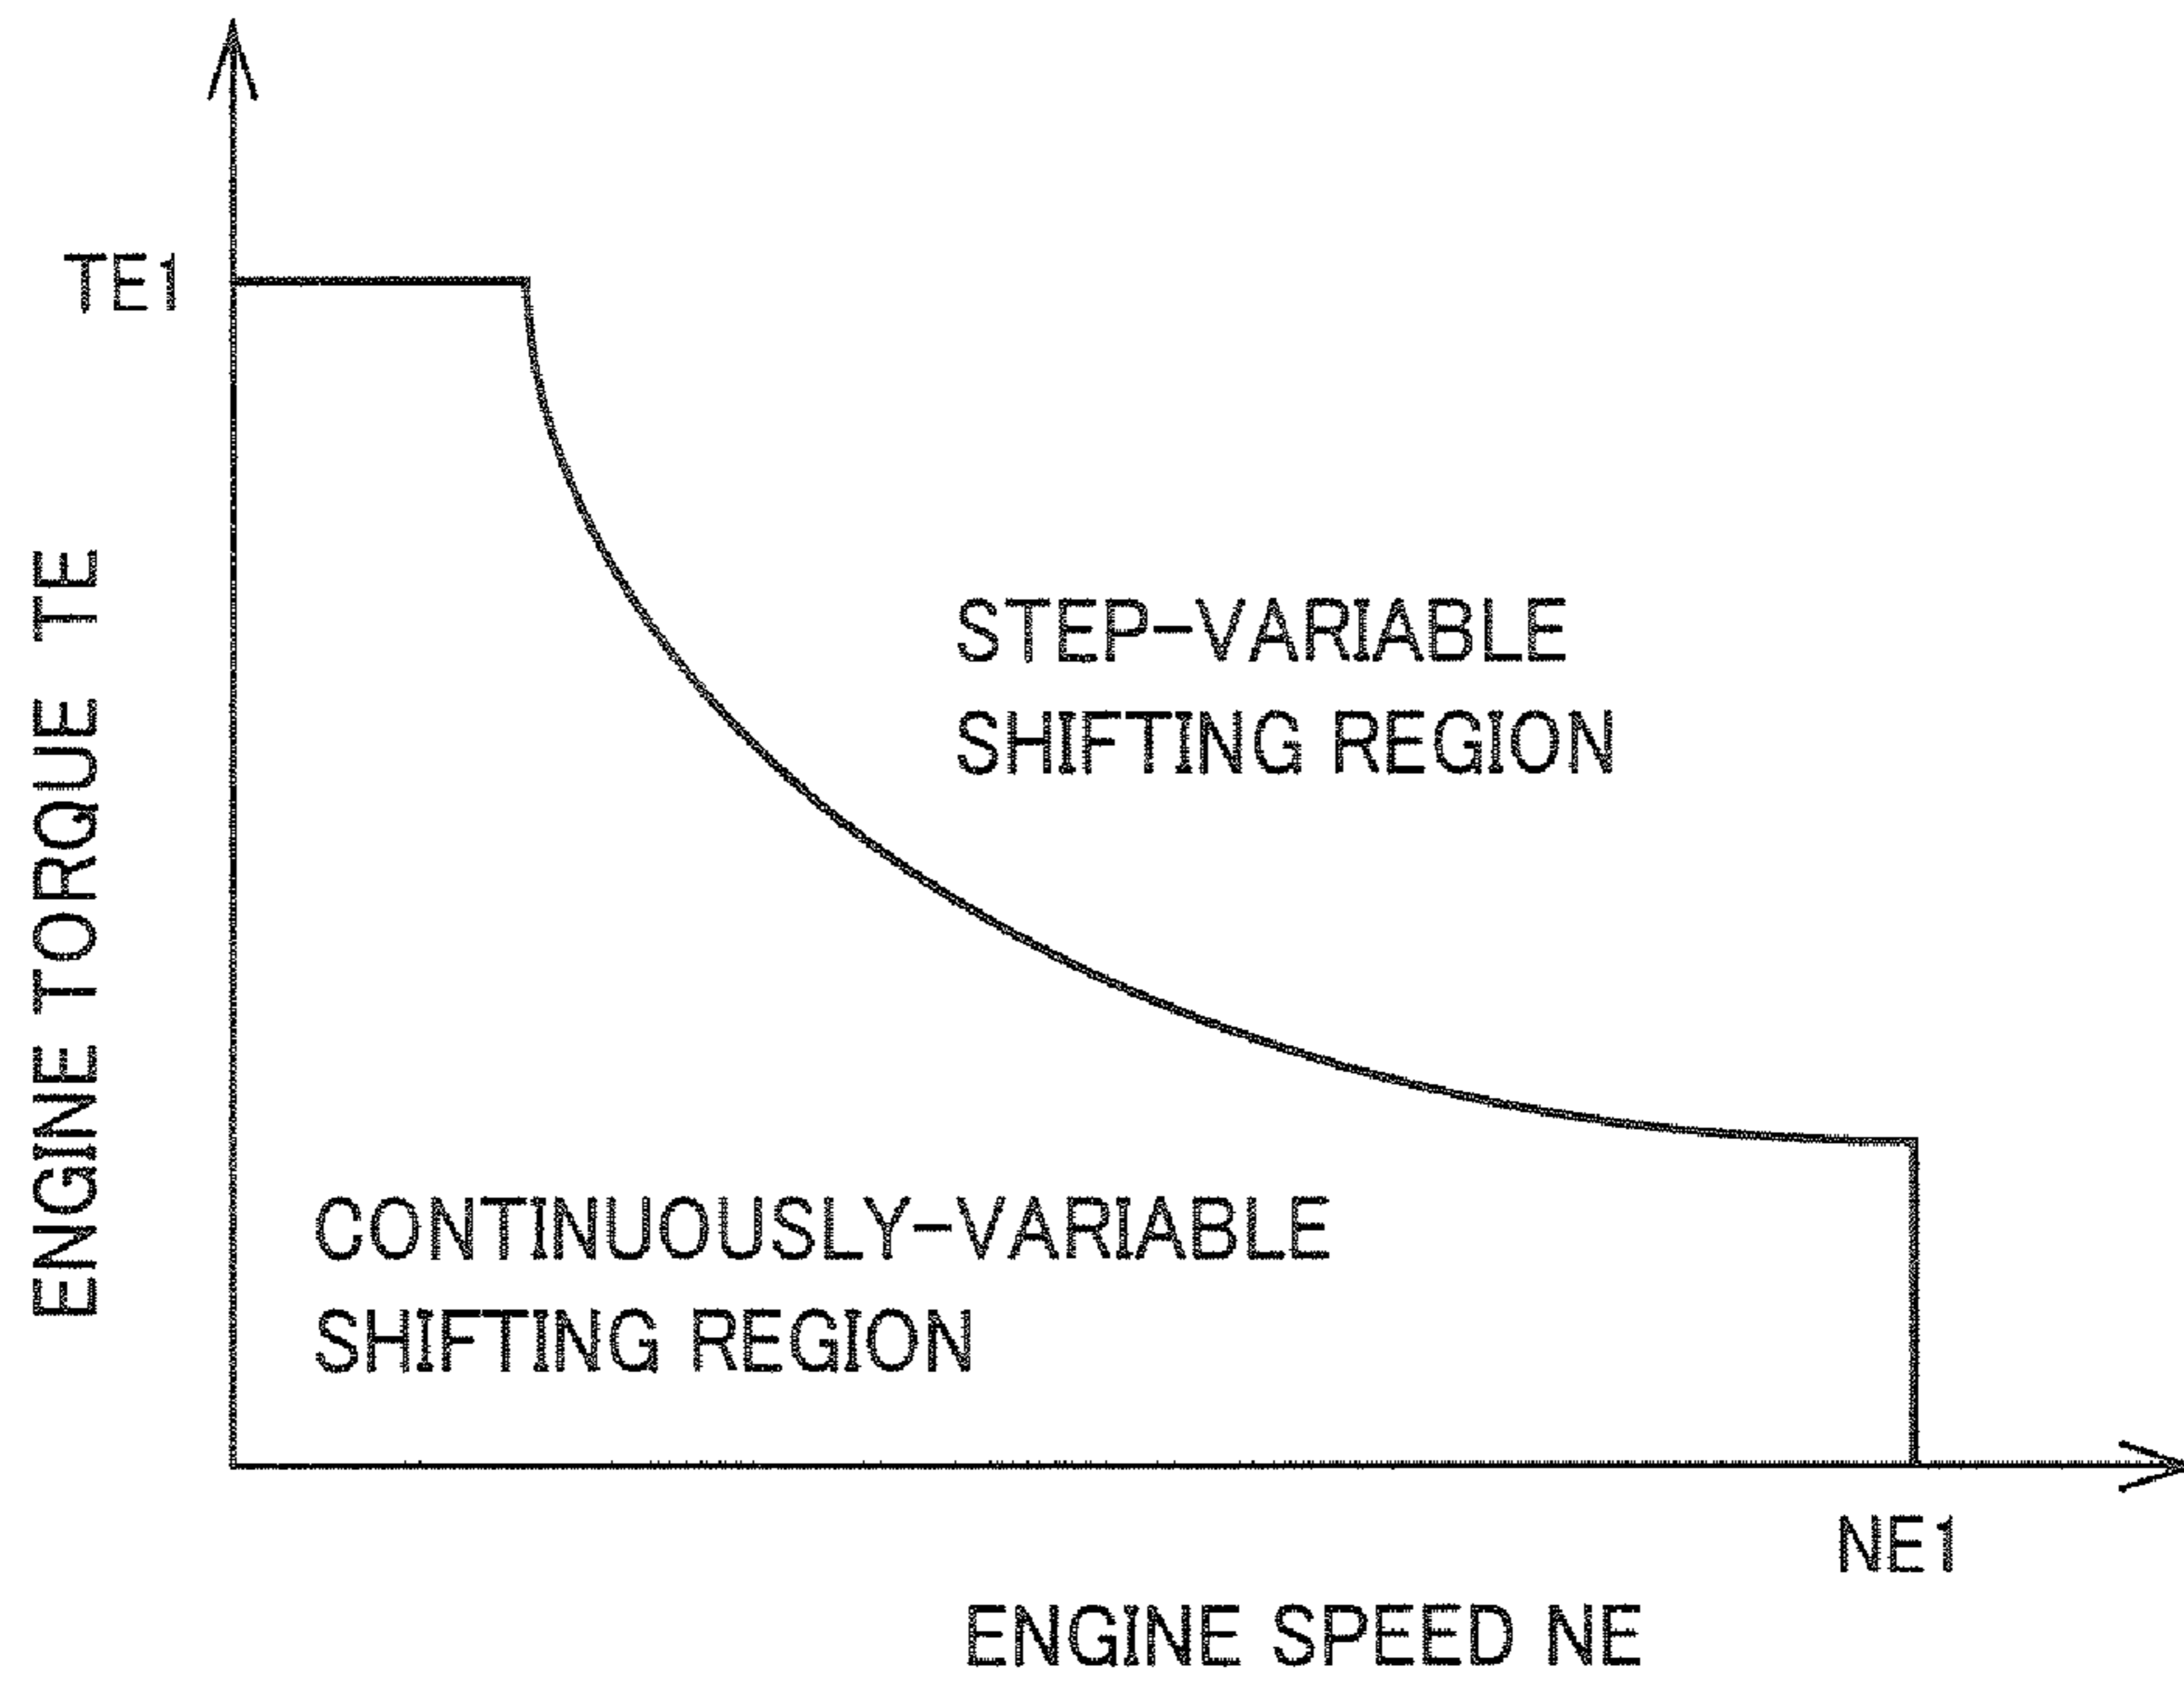 TE1
ENGINE TORQUE TE
STEP-VARIABLE
SHIFTING REGION
CONTINUOUSLY-VARIABLE
SHIFTING REGION
NE1
ENGINE SPEED NE